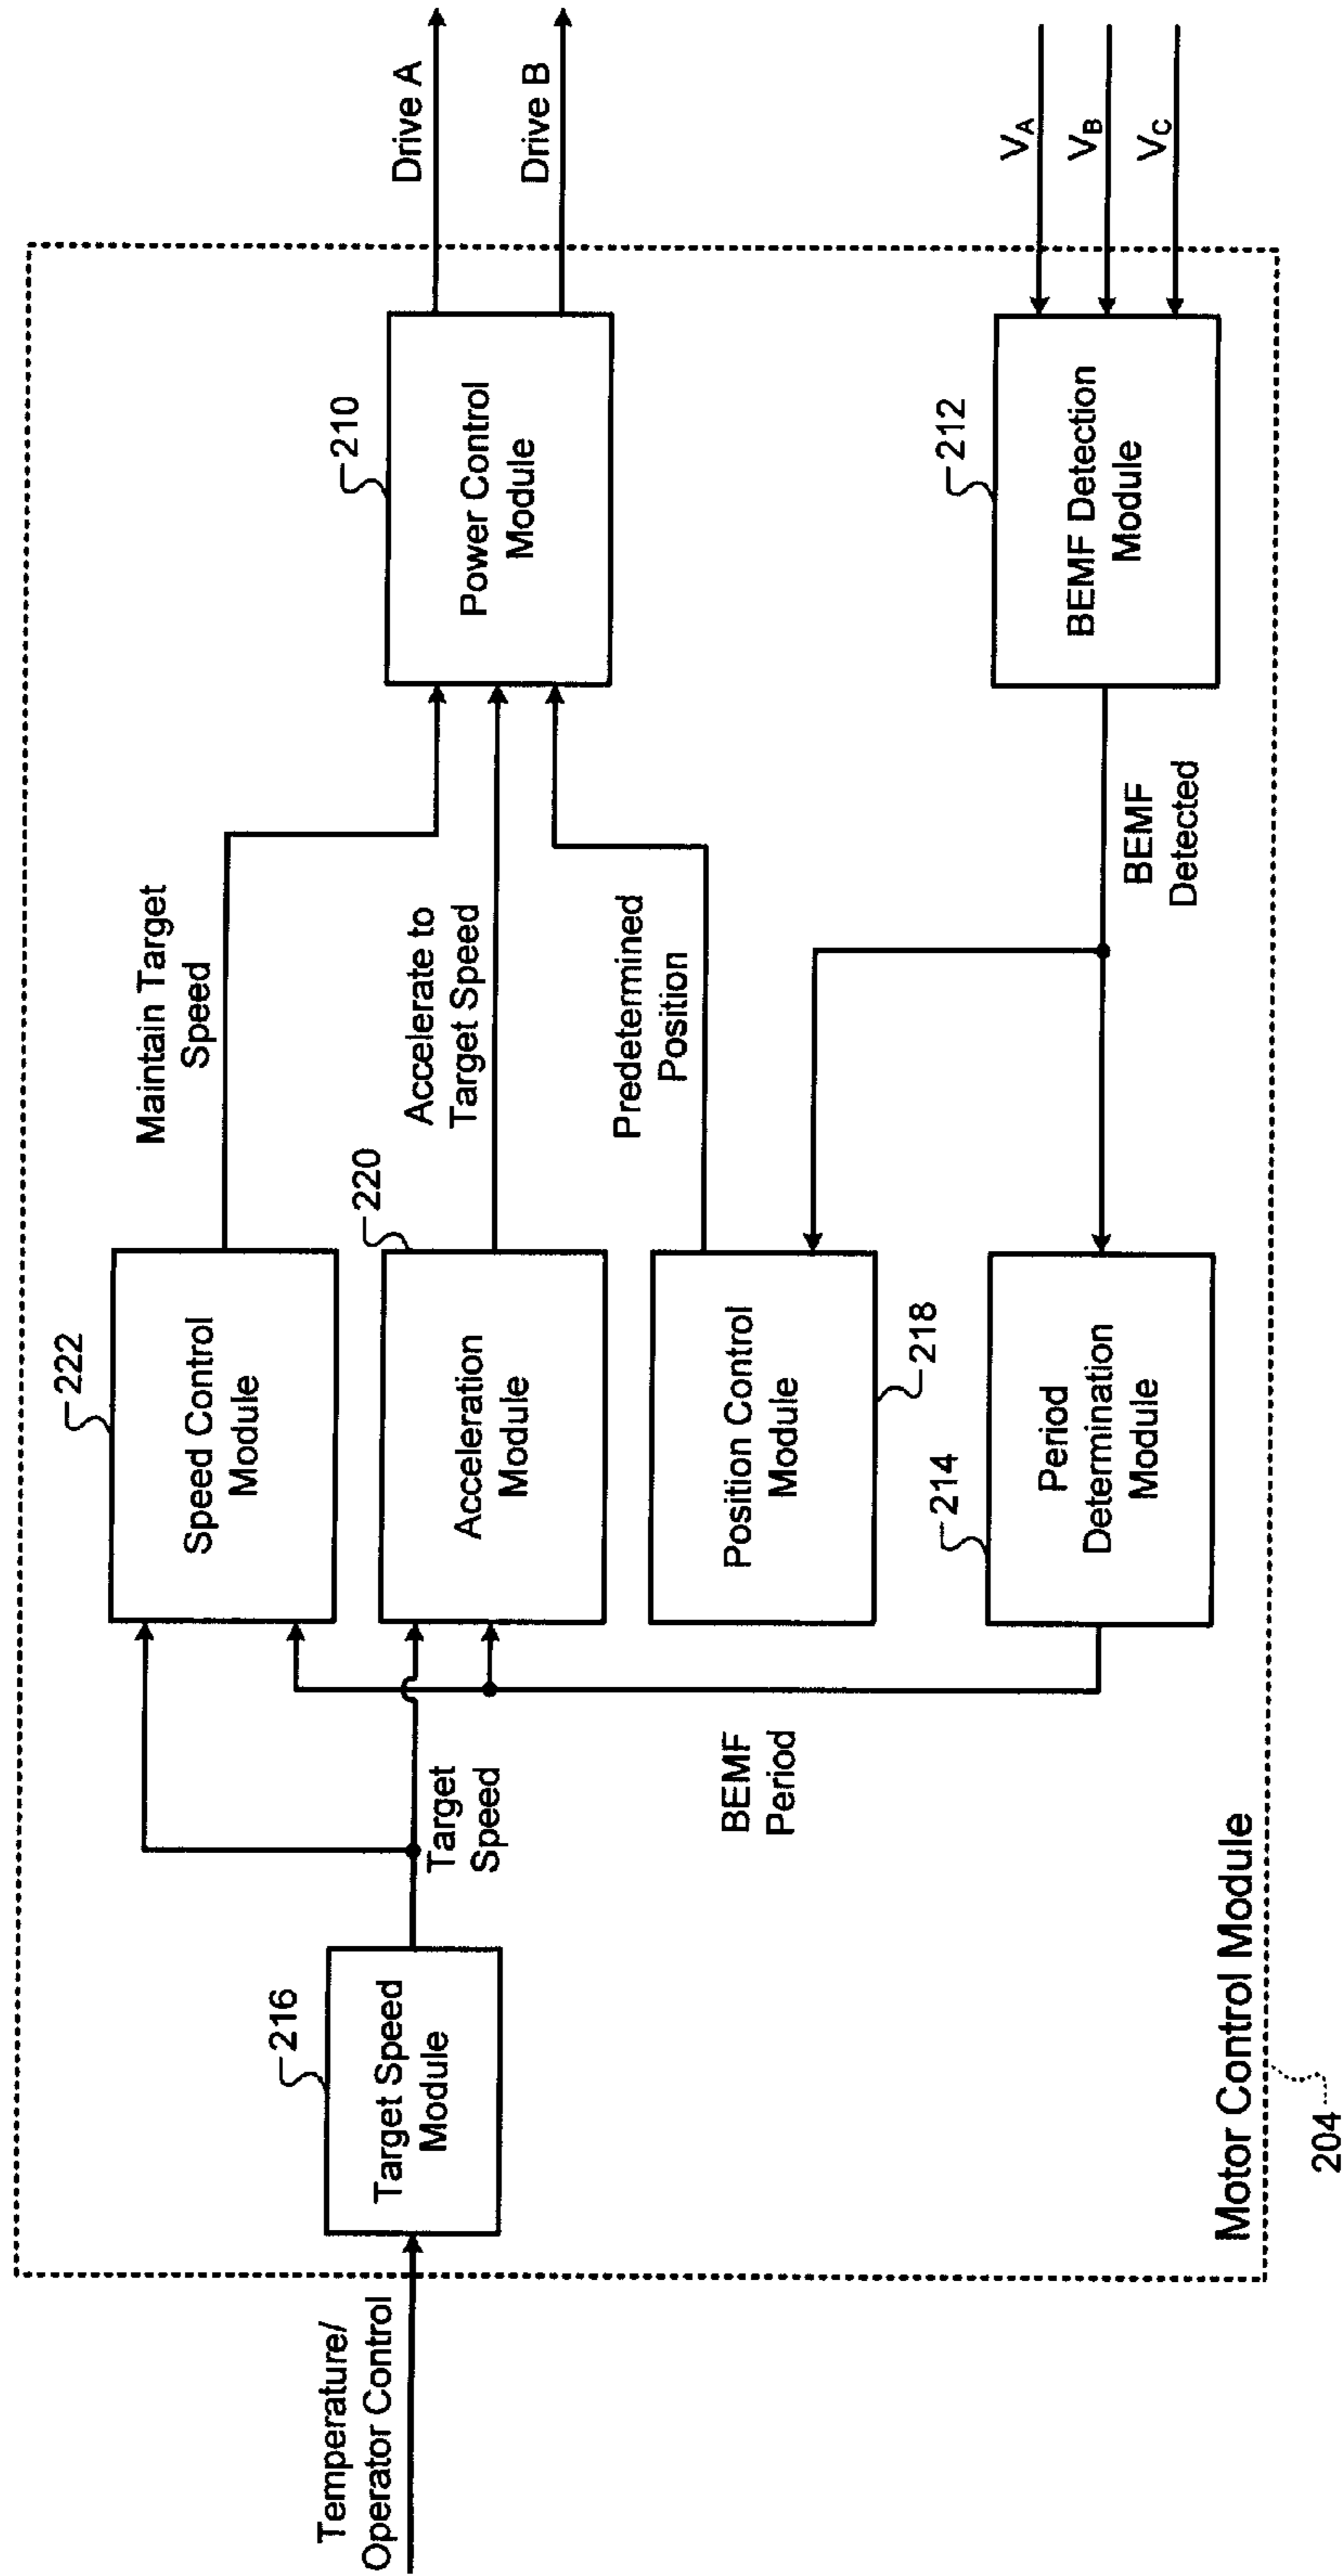 Temperature/
Operator Control
216
Target Speed
Module
Target
Speed
222
Speed Control
Module
220
Acceleration
Module
Position Control
Module
218
214
Period
Determination
Module
BEMF
Period
Maintain Target
Speed
Accelerate to
Target Speed
Predetermined
Position
BEMF
Detected
210
Power Control
Module
212
BEMF Detection
Module
Drive A
Drive B
VA
VB
VC
Motor Control Module
204